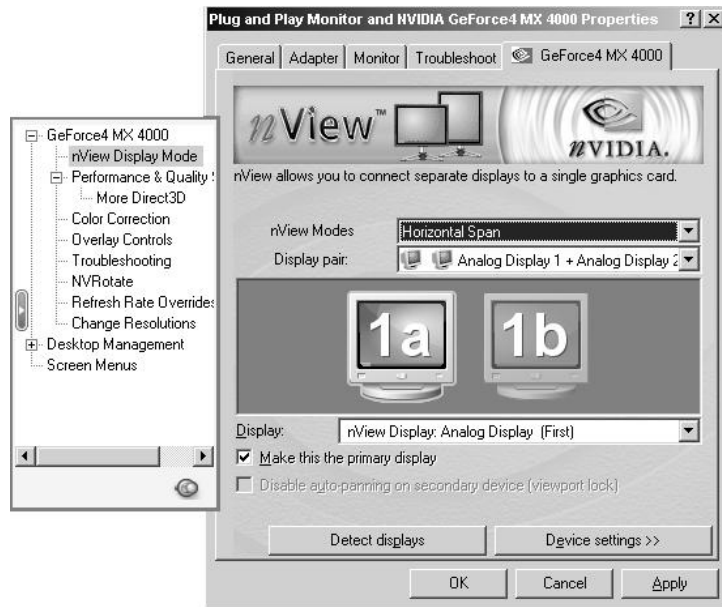 Plug and Play Monitor and NVIDIA GeForce4 MX 4000 Properties
General Adapter Monitor Troubleshoot GeForce4 MX 4000
nView™
nVIDIA.
nView allows you to connect separate displays to a single graphics card.
nView Modes Horizontal Span
Display pair: Analog Display 1 + Analog Display 2
1a 1b
Display: nView Display: Analog Display (First)
Make this the primary display
Disable auto-panning on secondary device (viewport lock)
Detect displays Device settings >>
OK Cancel Apply
GeForce4 MX 4000
nView Display Mode
Performance & Quality
More Direct3D
Color Correction
Overlay Controls
Troubleshooting
NVRotate
Refresh Rate Overrides
Change Resolutions
Desktop Management
Screen Menus